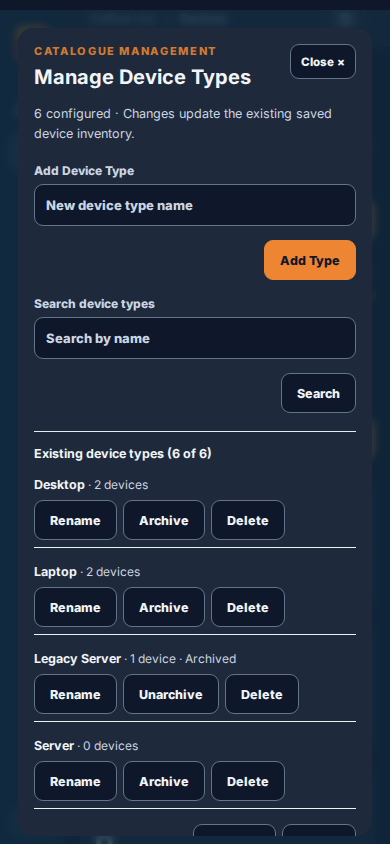 CATALOGUE MANAGEMENT
Manage Device Types
Close ×
6 configured · Changes update the existing saved
device inventory.
Add Device Type
New device type name
Add Type
Search device types
Search by name
Search
Existing device types (6 of 6)
Desktop · 2 devices
Rename Archive Delete
Laptop · 2 devices
Rename Archive Delete
Legacy Server · 1 device · Archived
Rename Unarchive Delete
Server · 0 devices
Rename Archive Delete